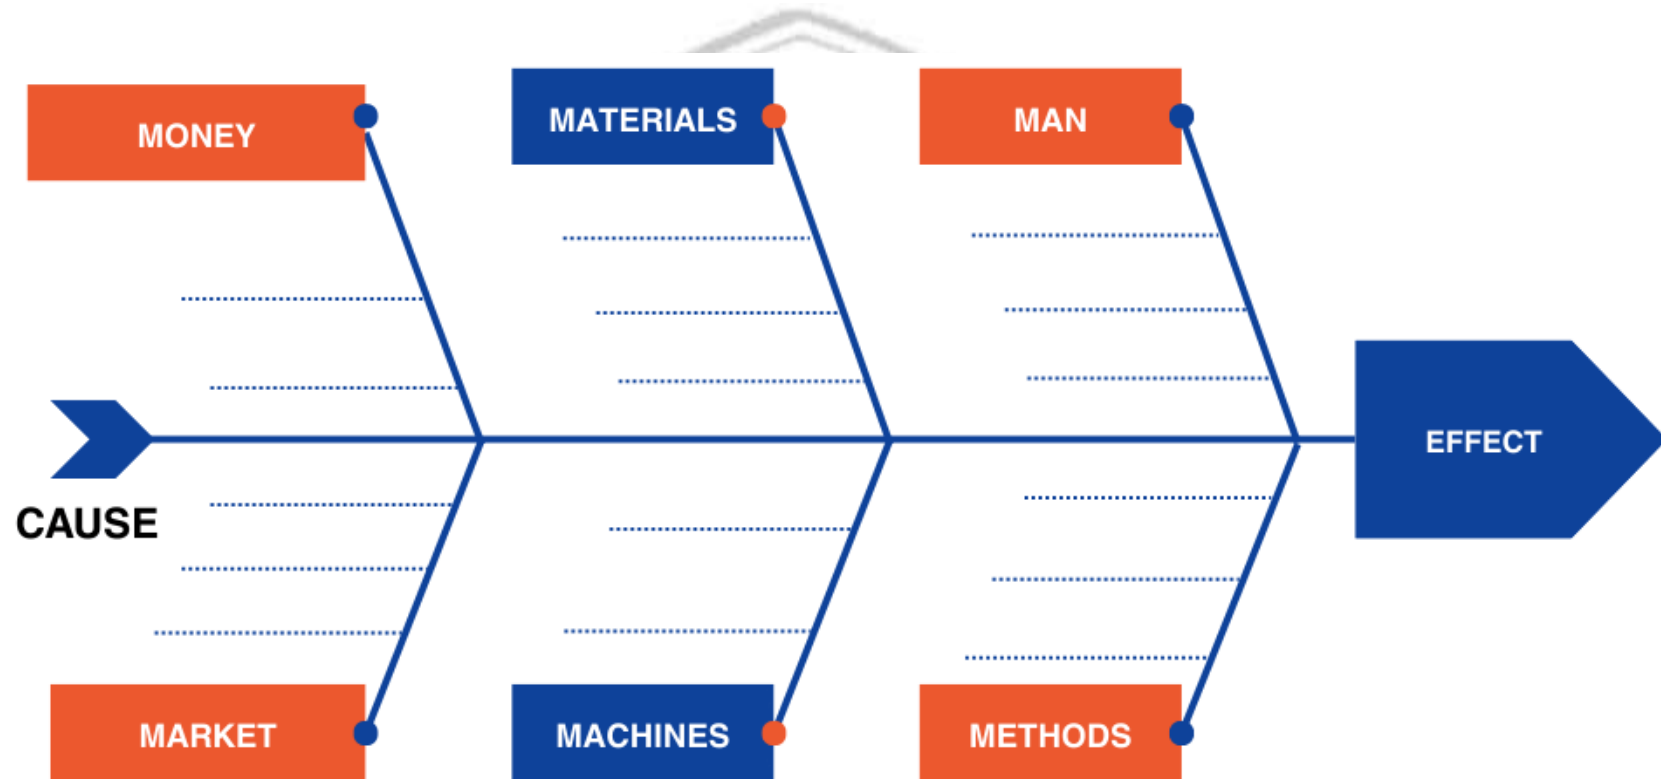 MONEY
MATERIALS
MAN
EFFECT
CAUSE
MARKET
MACHINES
METHODS